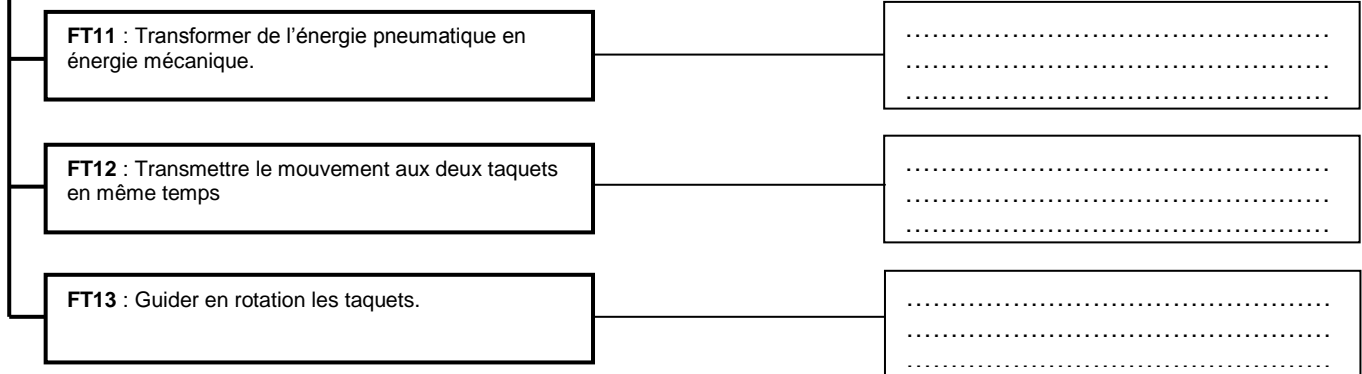 FT11 : Transformer de l’énergie pneumatique en
énergie mécanique.
……………………………………………
……………………………………………
……………………………………………
FT12 : Transmettre le mouvement aux deux taquets
en même temps
……………………………………………
……………………………………………
……………………………………………
FT13 : Guider en rotation les taquets.
……………………………………………
……………………………………………
……………………………………………